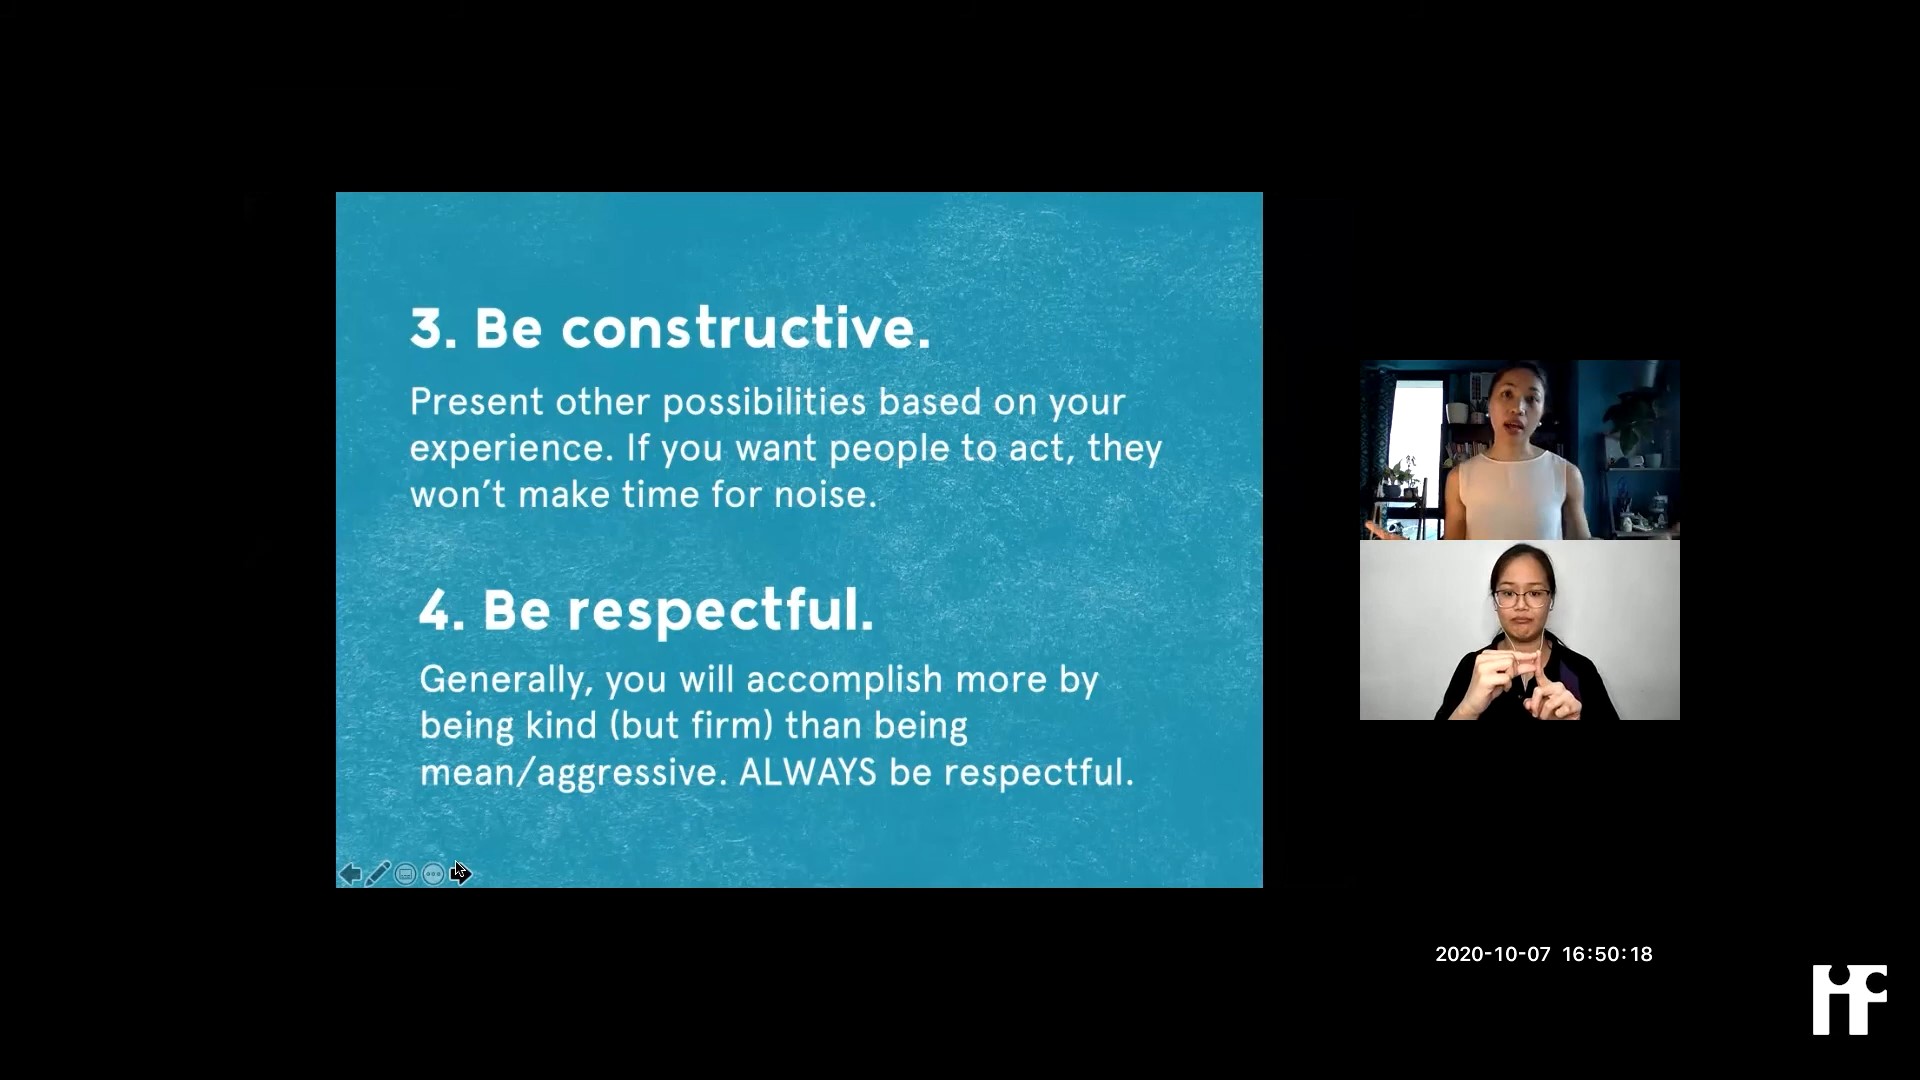 3. Be constructive.
Present other possibilities based on your
experience. If you want people to act, they
won’t make time for noise.
4. Be respectful.
Generally, you will accomplish more by
being kind (but firm) than being
mean/aggressive. ALWAYS be respectful.
2020-10-07 16:50:18